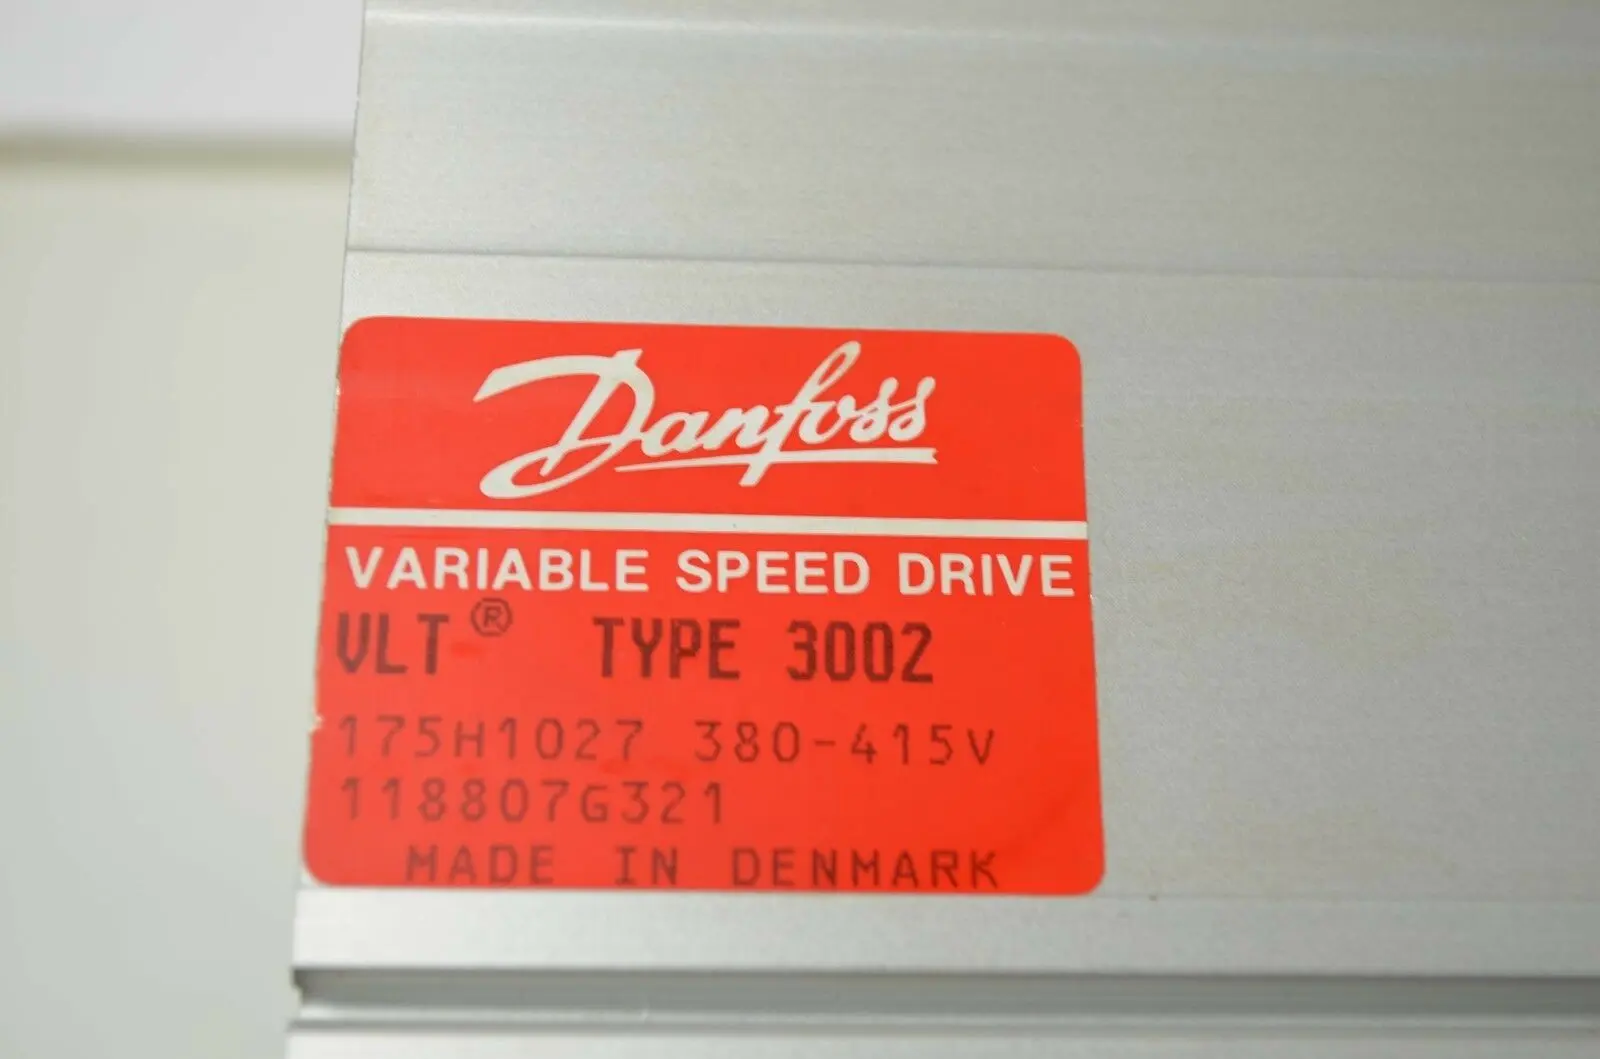 Danfoss
VARIABLE SPEED DRIVE
VLT® TYPE 3002
175H1027 380-415V
118807G321
MADE IN DENMARK